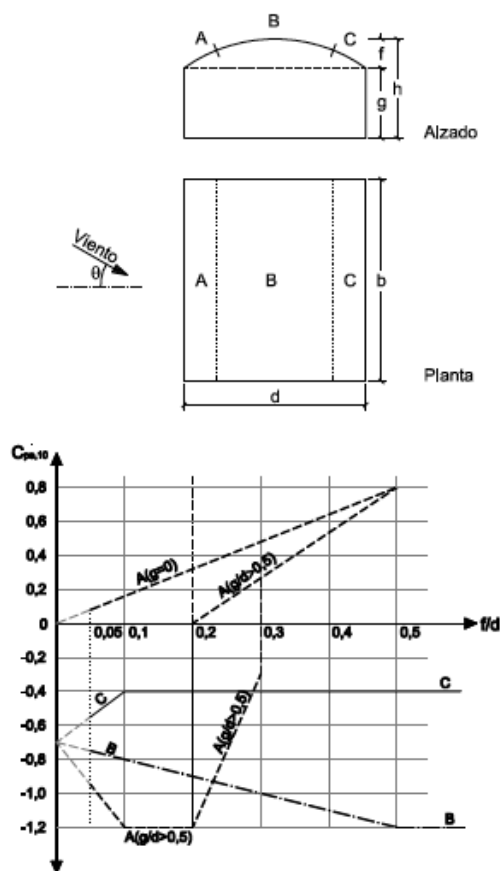 B
A
C
f
h
g
Alzado
Viento
θ
A
B
C
b
Planta
d
Cpe,10
0,8
0,6
0,4
0,2
0
-0,2
-0,4
-0,6
-0,8
-1,0
-1,2
A(g=0)
A(g/d>0,5)
0,05 0,1 0,2 0,3 0,4 0,5 f/d
C
C
A(g/d>0,5)
B
B
A(g/d>0,5)